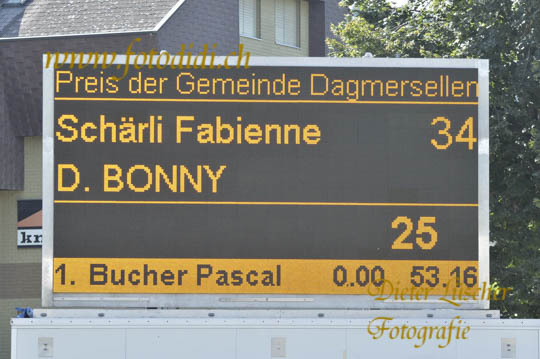 www.fotodidi.ch
Preis der Gemeinde Dagmersellen
Schärli Fabienne 34
D. BONNY
25
1. Bucher Pascal 0.00 53.16
Dieter Lüscher
Fotografie